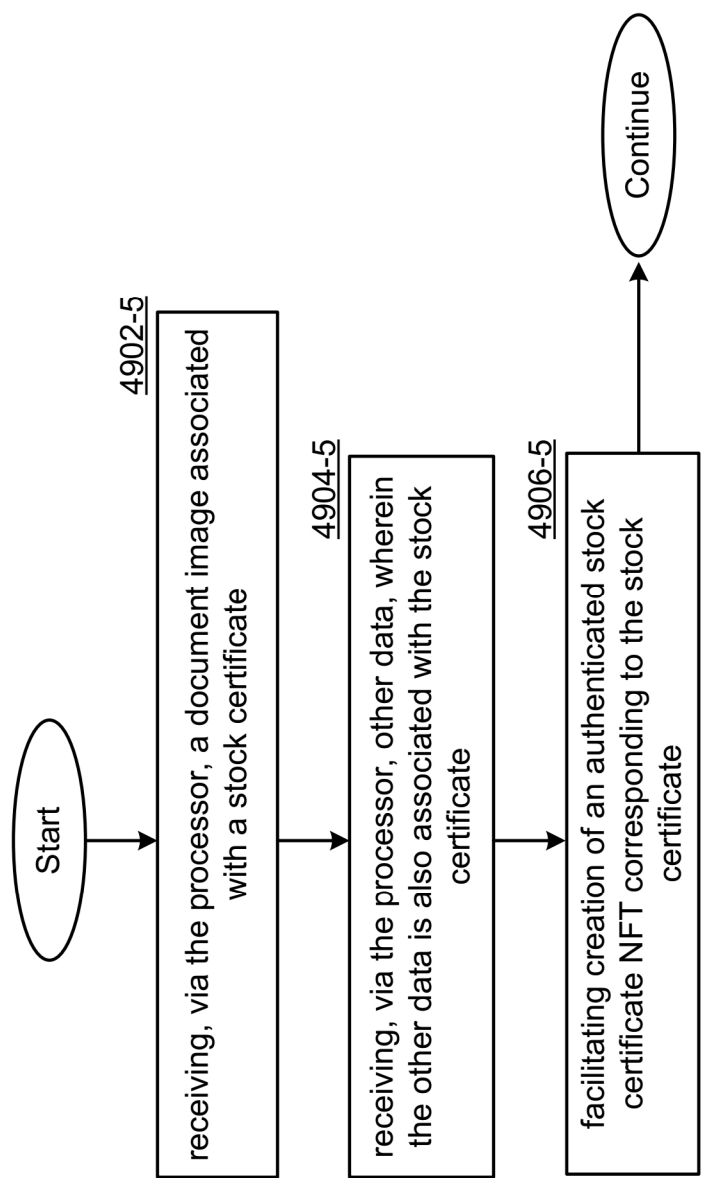 Start
4902-5
receiving, via the processor, a document image associated
with a stock certificate
4904-5
receiving, via the processor, other data, wherein
the other data is also associated with the stock
certificate
4906-5
facilitating creation of an authenticated stock
certificate NFT corresponding to the stock
certificate
Continue